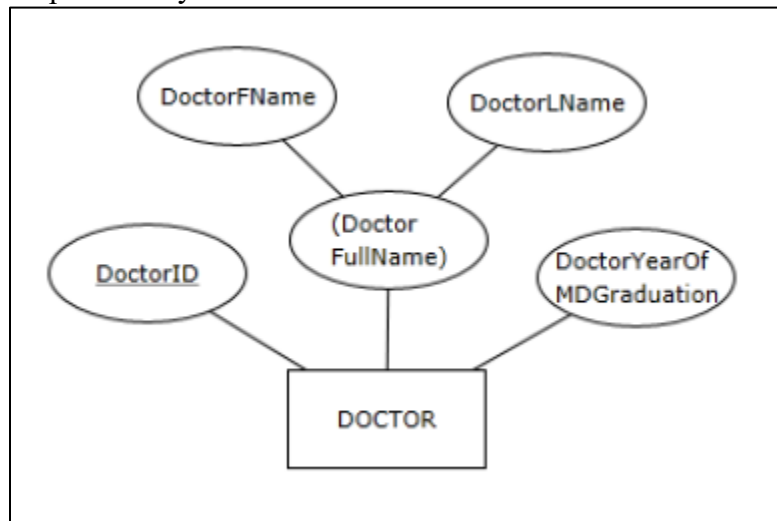 DoctorFName
DoctorLName
(Doctor
FullName)
DoctorID
DoctorYearOf
MDGraduation
DOCTOR